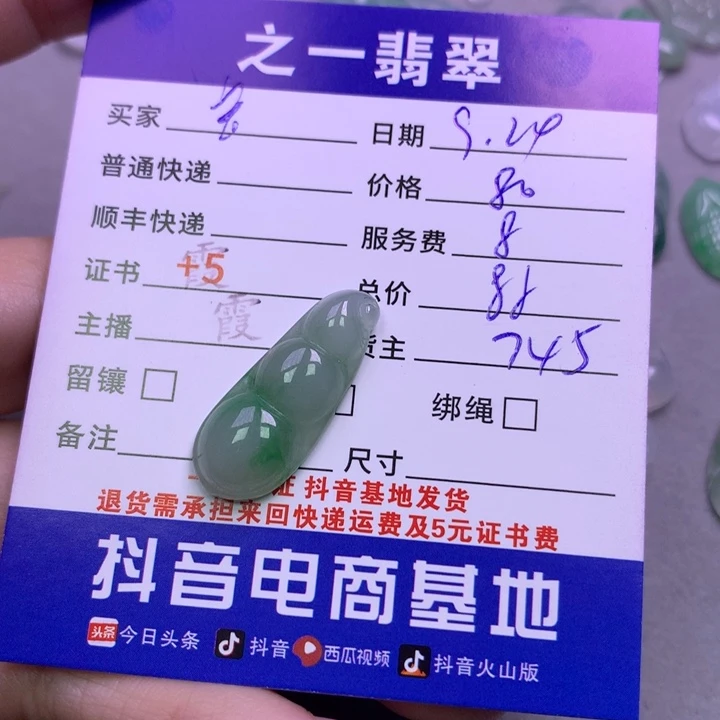 之一翡翠
买家 日期 9.24
普通快递 价格 80
顺丰快递 服务费 8
证书 +5 总价 88
主播 霞霞 货主 745
留镶 绑绳
备注 尺寸
证 抖音基地发货
退货需承担来回快递运费及5元证书费
抖音电商基地
头条 今日头条 抖音 西瓜视频 抖音火山版